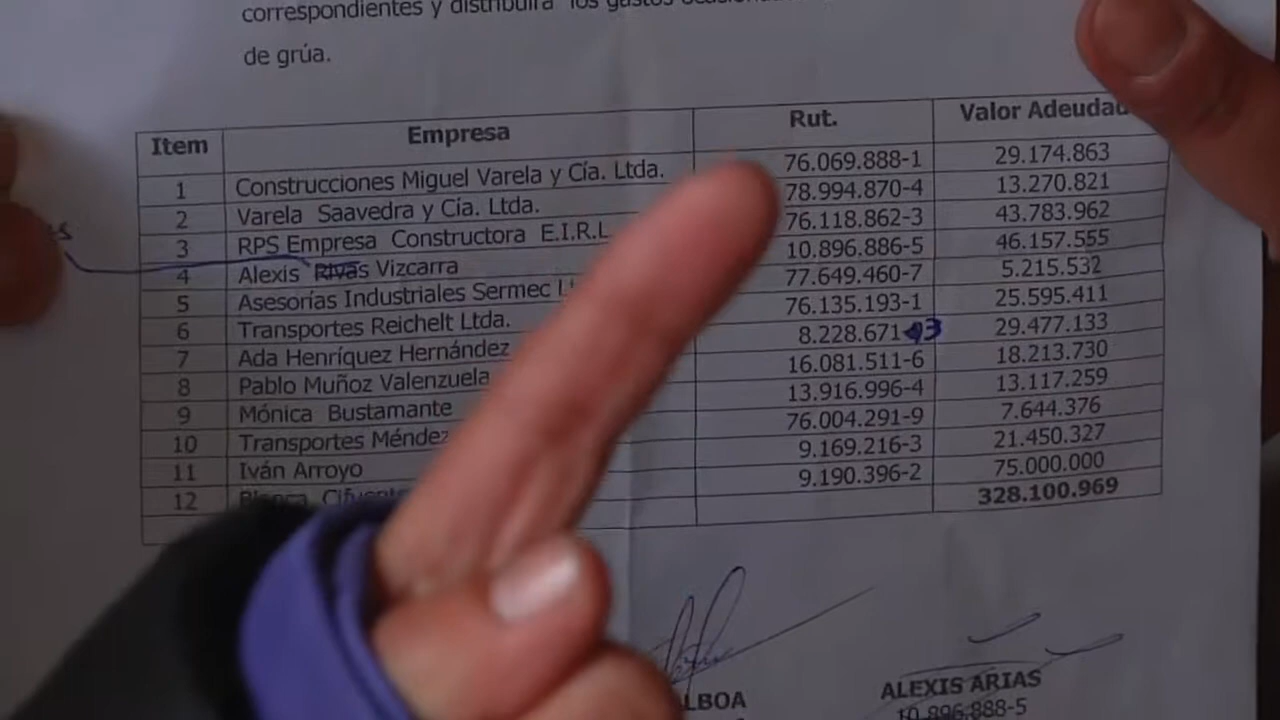 correspondientes y distribuirá los gastos
de grúa.
Item Empresa Rut. Valor Adeudad
1 Construcciones Miguel Varela y Cía. Ltda. 76.069.888-1 29.174.863
2 Varela Saavedra y Cía. Ltda. 78.994.870-4 13.270.821
3 RPS Empresa Constructora E.I.R.L 76.118.862-3 43.783.962
4 Alexis Rivas Vizcarra 10.896.886-5 46.157.555
5 Asesorías Industriales Sermec 77.649.460-7 5.215.532
6 Transportes Reichelt Ltda. 76.135.193-1 25.595.411
7 Ada Henríquez Hernández 8.228.671 3 29.477.133
8 Pablo Muñoz Valenzuela 16.081.511-6 18.213.730
9 Mónica Bustamante 13.916.996-4 13.117.259
10 Transportes Méndez 76.004.291-9 7.644.376
11 Iván Arroyo 9.169.216-3 21.450.327
12 Blanca 9.190.396-2 75.000.000
328.100.969
LBOA ALEXIS ARIAS
10.896.888-5